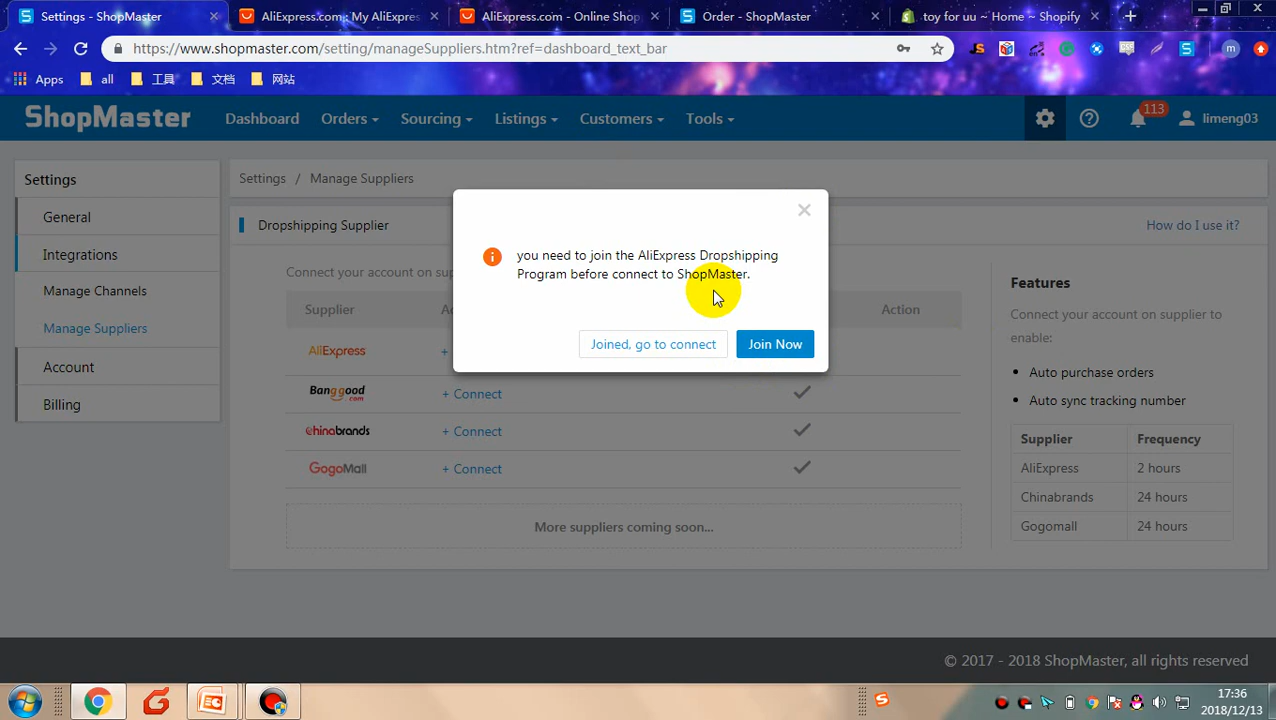 Settings - ShopMaster
AliExpress.com: My AliExpres
AliExpress.com - Online Shop
Order - ShopMaster
toy for uu ~ Home ~ Shopify
https://www.shopmaster.com/setting/manageSuppliers.htm?ref=dashboard_text_bar
Apps
all
工具
文档
网站
ShopMaster
Dashboard
Orders
Sourcing
Listings
Customers
Tools
113
limeng03
Settings
General
Integrations
Manage Channels
Manage Suppliers
Account
Billing
Settings / Manage Suppliers
Dropshipping Supplier
How do I use it?
Connect your account on sup
Supplier
Action
AliExpress
Banggood.com
+ Connect
Chinabrands
+ Connect
GogoMall
+ Connect
More suppliers coming soon...
you need to join the AliExpress Dropshipping
Program before connect to ShopMaster.
Joined, go to connect
Join Now
Features
Connect your account on supplier to
enable:
Auto purchase orders
Auto sync tracking number
Supplier Frequency
AliExpress 2 hours
Chinabrands 24 hours
Gogomall 24 hours
© 2017 - 2018 ShopMaster, all rights reserved
17:36
2018/12/13